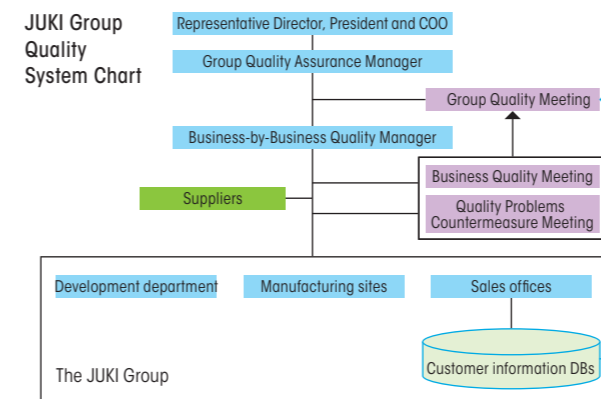 JUKI Group
Quality
System Chart
Representative Director, President and COO
Group Quality Assurance Manager
Group Quality Meeting
Business-by-Business Quality Manager
Business Quality Meeting
Suppliers
Quality Problems
Countermeasure Meeting
Development department
Manufacturing sites
Sales offices
Customer information DBs
The JUKI Group